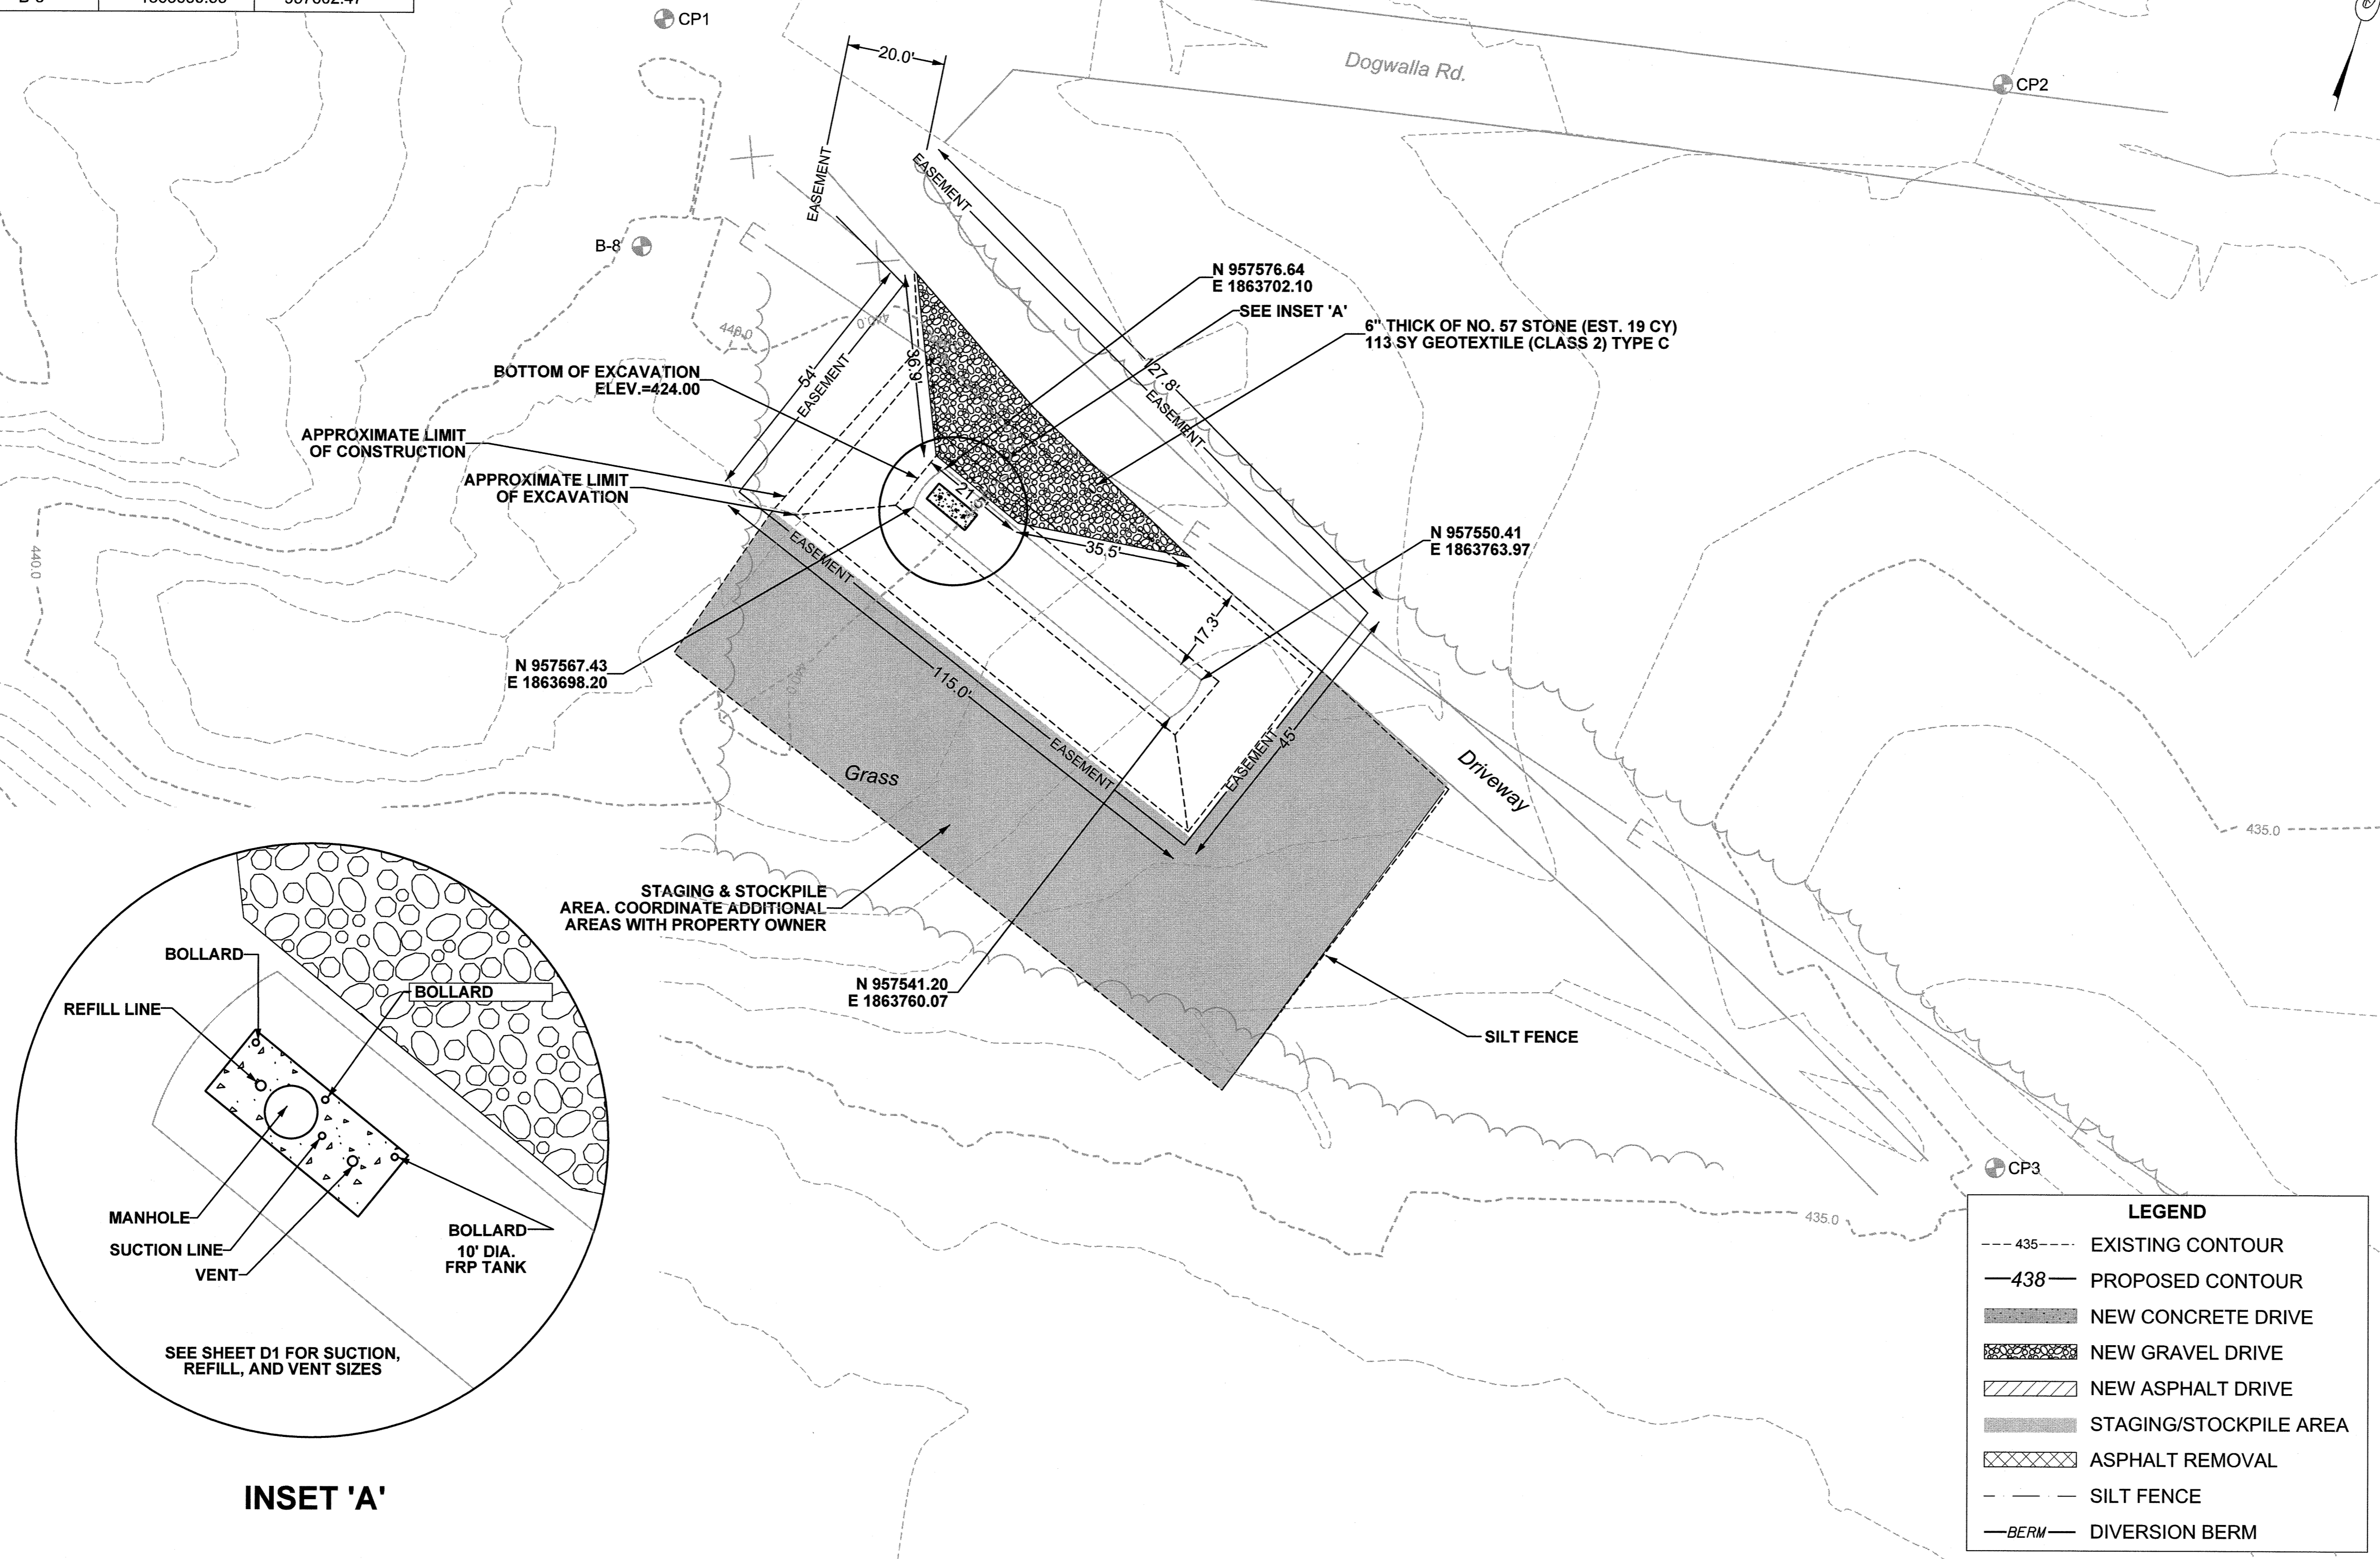 CP1
20.0'
Dogwalla Rd.
CP2
EASEMENT
EASEMENT
B-8
E
N 957576.64
E 1863702.10
SEE INSET 'A'
6" THICK OF NO. 57 STONE (EST. 19 CY)
113 SY GEOTEXTILE (CLASS 2) TYPE C
440.0
440.0
BOTTOM OF EXCAVATION
ELEV.=424.00
54'
EASEMENT
36.9'
127.8'
EASEMENT
APPROXIMATE LIMIT
OF CONSTRUCTION
APPROXIMATE LIMIT
OF EXCAVATION
21.5'
E
35.5'
N 957550.41
E 1863763.97
440.0
EASEMENT
17.3'
N 957567.43
E 1863698.20
440.0
115.0'
EASEMENT
EASEMENT
45'
Grass
Driveway
E
435.0
STAGING & STOCKPILE
AREA. COORDINATE ADDITIONAL
AREAS WITH PROPERTY OWNER
N 957541.20
E 1863760.07
SILT FENCE
BOLLARD
BOLLARD
REFILL LINE
MANHOLE
SUCTION LINE
VENT
BOLLARD
10' DIA.
FRP TANK
SEE SHEET D1 FOR SUCTION,
REFILL, AND VENT SIZES
INSET 'A'
E
CP3
435.0
LEGEND
435 EXISTING CONTOUR
438 PROPOSED CONTOUR
NEW CONCRETE DRIVE
NEW GRAVEL DRIVE
NEW ASPHALT DRIVE
STAGING/STOCKPILE AREA
ASPHALT REMOVAL
SILT FENCE
BERM DIVERSION BERM